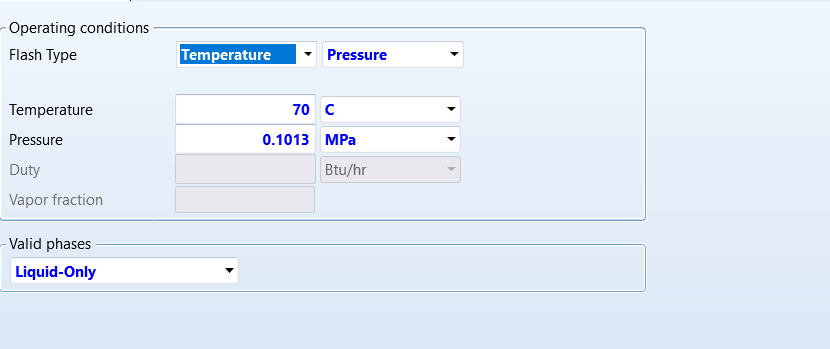 Operating conditions
Flash Type Temperature Pressure
Temperature 70 C
Pressure 0.1013 MPa
Duty Btu/hr
Vapor fraction
Valid phases
Liquid-Only